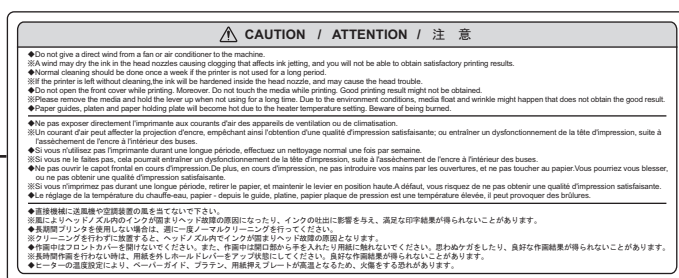 ⚠ CAUTION / ATTENTION / 注 意
◆Do not give a direct wind from a fan or air conditioner to the machine.
※A wind may dry the ink in the head nozzles causing clogging that affects ink jetting, and you will not be able to obtain satisfactory printing results.
◆Normal cleaning should be done once a week if the printer is not used for a long period.
※If the printer is left without cleaning,the ink will be hardened inside the head nozzle, and may cause the head trouble.
◆Do not open the front cover while printing. Moreover. Do not touch the media while printing. Good printing result might not be obtained.
※Please remove the media and hold the lever up when not using for a long time. Due to the environment conditions, media float and wrinkle might happen that does not obtain the good result.
◆Paper guides, platen and paper holding plate will become hot due to the heater temperature setting. Beware of being burned.
◆Ne pas exposer directement l'imprimante aux courants d'air des appareils de ventilation ou de climatisation.
※Un courant d'air peut affecter la projection d'encre, empêchant ainsi l'obtention d'une qualité d'impression satisfaisante; ou entraîner un dysfonctionnement de la tête d'impression, suite à
l'assèchement de l'encre à l'intérieur des buses.
◆Si vous n'utilisez pas l'imprimante durant une longue période, effectuez un nettoyage normal une fois par semaine.
※Si vous ne le faites pas, cela pourrait entraîner un dysfonctionnement de la tête d'impression, suite à l'assèchement de l'encre à l'intérieur des buses.
◆Ne pas ouvrir le capot frontal en cours d'impression.De plus, en cours d'impression, ne pas introduire vos mains par les ouvertures, et ne pas toucher au papier.Vous pourriez vous blesser,
ou ne pas obtenir une qualité d'impression satisfaisante.
※Si vous n'imprimez pas durant une longue période, retirer le papier, et maintenir le levier en position haute.A défaut, vous risquez de ne pas obtenir une qualité d'impression satisfaisante.
◆Le réglage de la température du chauffe-eau, papier - depuis le guide, platine, papier plaque de pression est une température élevée, il peut provoquer des brûlures.
◆直接機械に送風機や空調装置の風を当てないで下さい。
※風によりヘッドノズル内のインクが固まりヘッド故障の原因になったり、インクの吐出に影響を与え、満足な印字結果が得られないことがあります。
◆長期間プリンタを使用しない場合は、週に一度ノーマルクリーニングを行ってください。
※クリーニングを行わずに放置すると、ヘッドノズル内でインクが固まりヘッド故障の原因となります。
◆作画中はフロントカバーを開けないでください。また、作画中は開口部から手を入れたり用紙に触れないでください。思わぬケガをしたり、良好な作画結果が得られないことがあります。
※長時間作画を行わない時は、用紙を外しホールドレバーをアップ状態にしてください。良好な作画結果が得られないことがあります。
◆ヒーターの温度設定により、ペーパーガイド、プラテン、用紙押えプレートが高温となるため、火傷をする恐れがあります。